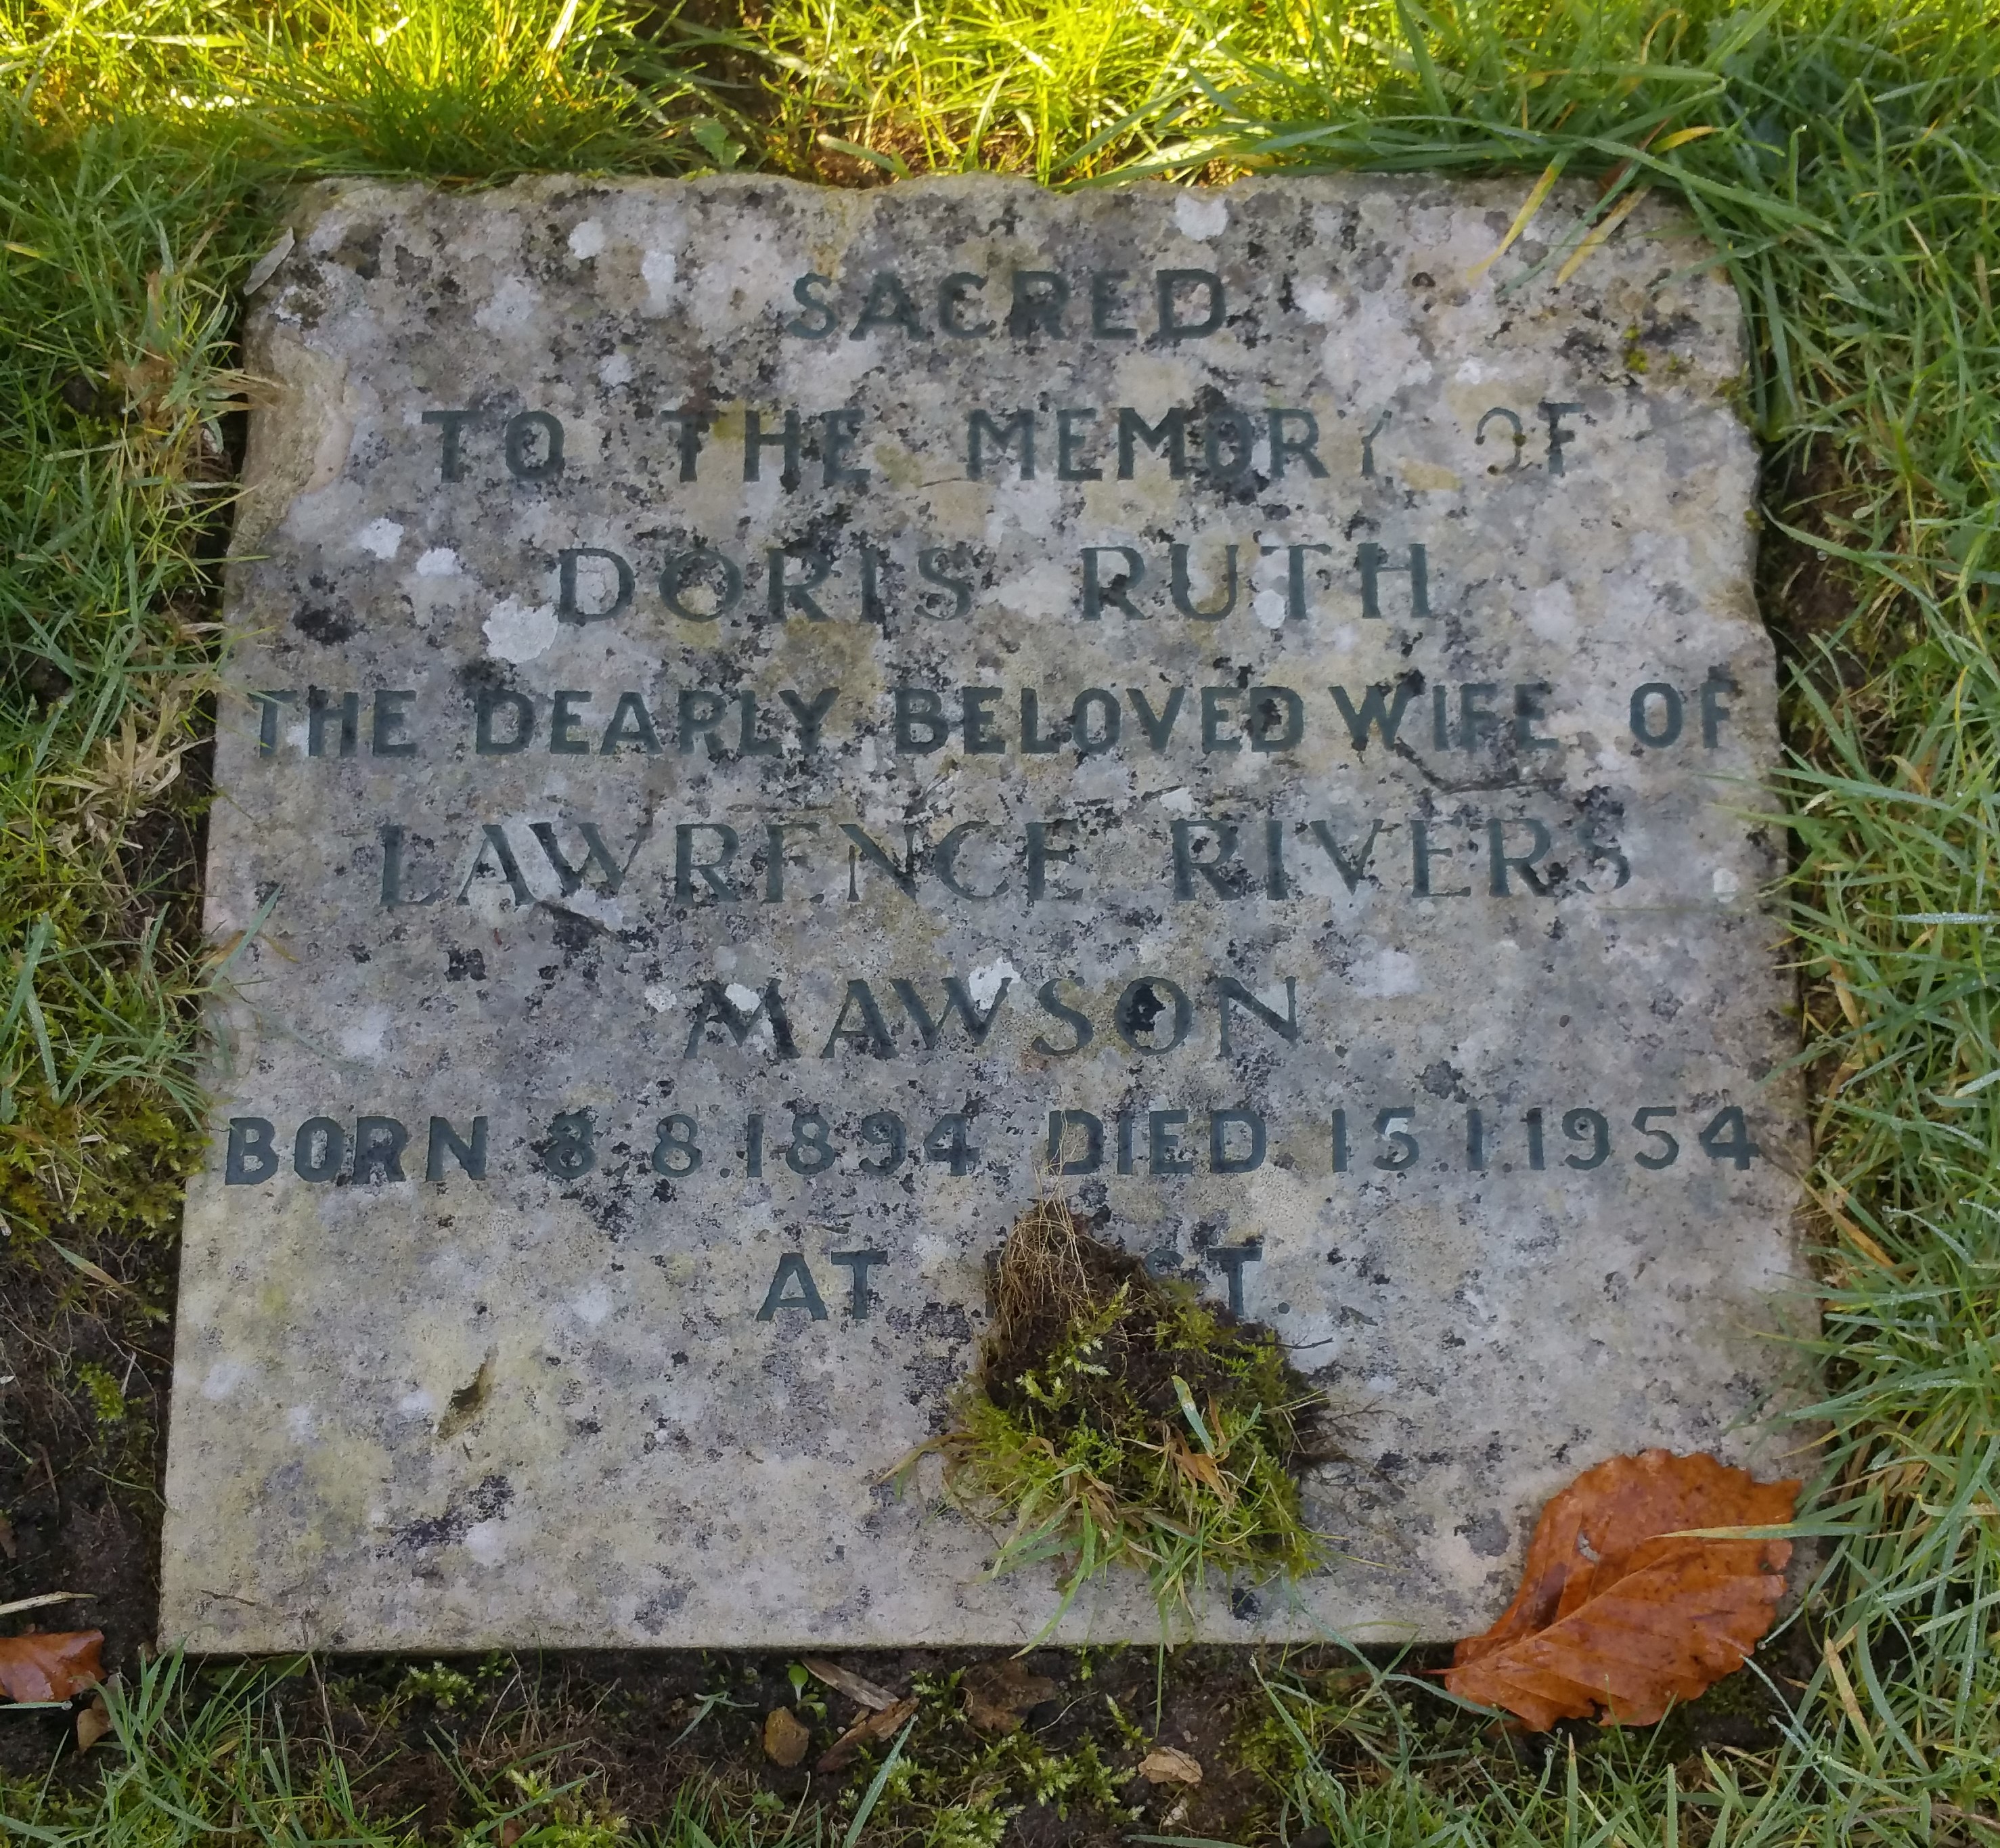 SACRED
TO THE MEMORY OF
DORIS RUTH
THE DEARLY BELOVED WIFE OF
LAWRENCE RIVERS
MAWSON
BORN 8.8.1894 DIED 15.1.1954
AT